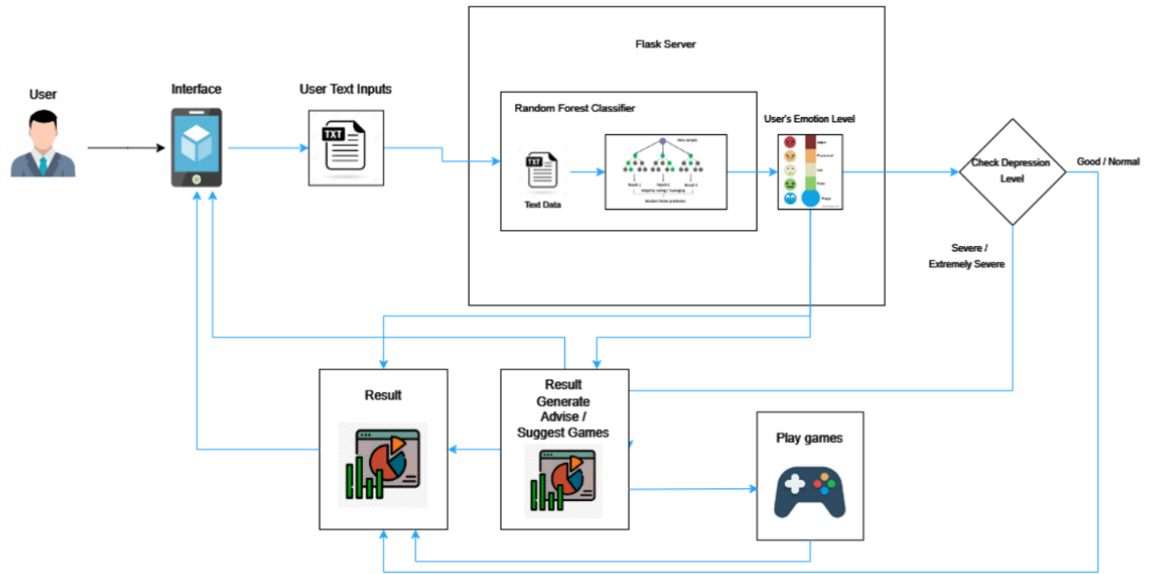 Flask Server
User
Interface
User Text Inputs
TXT
Random Forest Classifier
TXT
Text Data
User's Emotion Level
Check Depression
Level
Good / Normal
Severe /
Extremely Severe
Result
Result
Generate
Advise /
Suggest Games
Play games